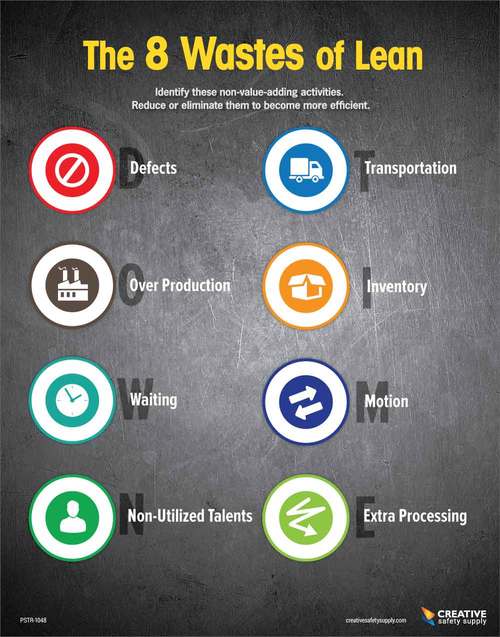 The 8 Wastes of Lean
Identify these non-value-adding activities.
Reduce or eliminate them to become more efficient.
D Defects
T Transportation
O Over Production
I Inventory
W Waiting
M Motion
N Non-Utilized Talents
E Extra Processing
PSTR-1048
creativesafetysupply.com
CREATIVE
safety supply